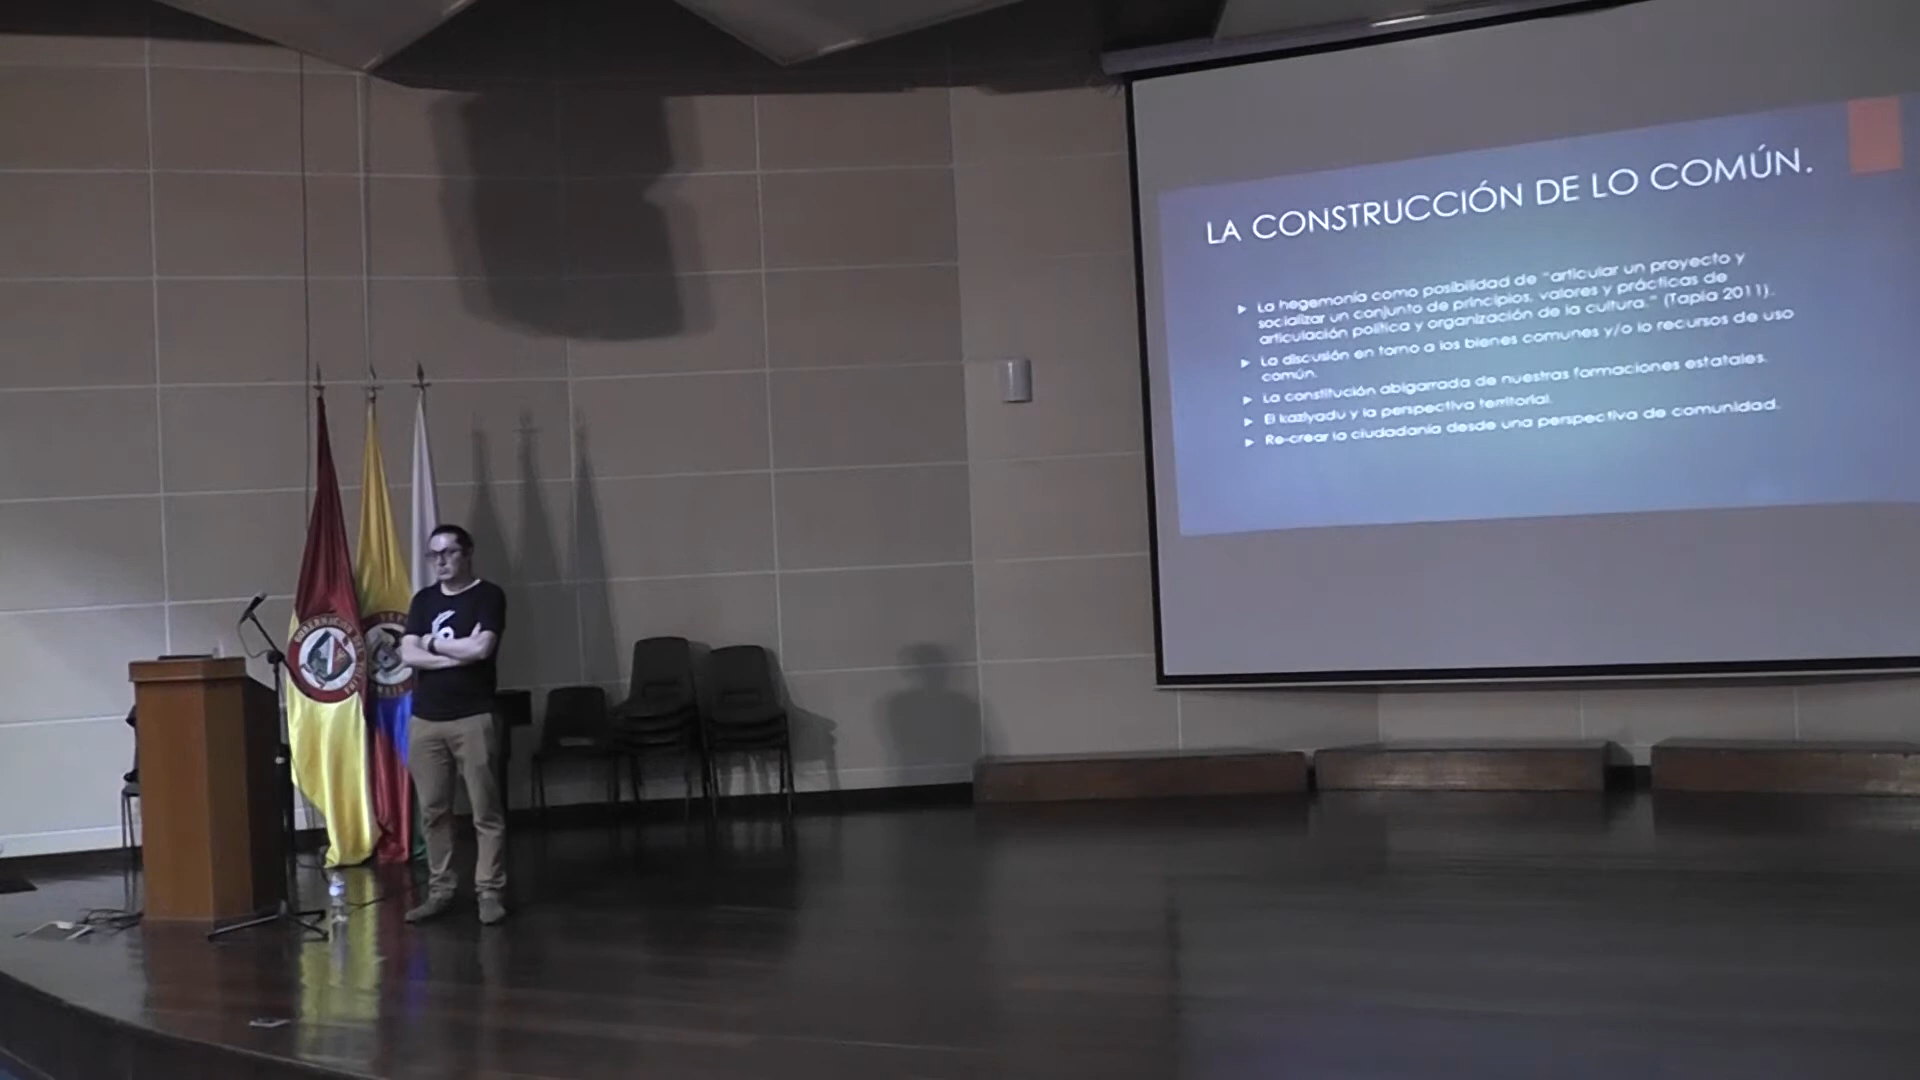 LA CONSTRUCCIÓN DE LO COMÚN.
La hegemonía como posibilidad de "articular un proyecto y
socializar un conjunto de principios, valores y prácticas de
articulación política y organización de la cultura." (Tapia 2011).
La discusión en torno a los bienes comunes y/o lo recursos de uso
común.
La constitución abigarrada de nuestras formaciones estatales.
El kaziyadu y la perspectiva territorial.
Re-crear la ciudadanía desde una perspectiva de comunidad.